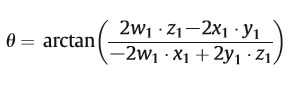 θ = arctan(2w₁ · z₁ − 2x₁ · y₁ / −2w₁ · x₁ + 2y₁ · z₁)